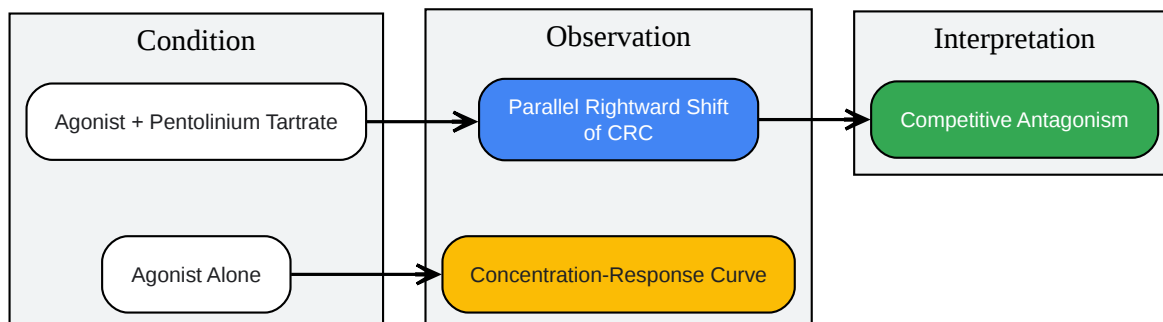 Condition
Observation
Interpretation
Agonist + Pentolinium Tartrate
Parallel Rightward Shift
of CRC
Competitive Antagonism
Agonist Alone
Concentration-Response Curve